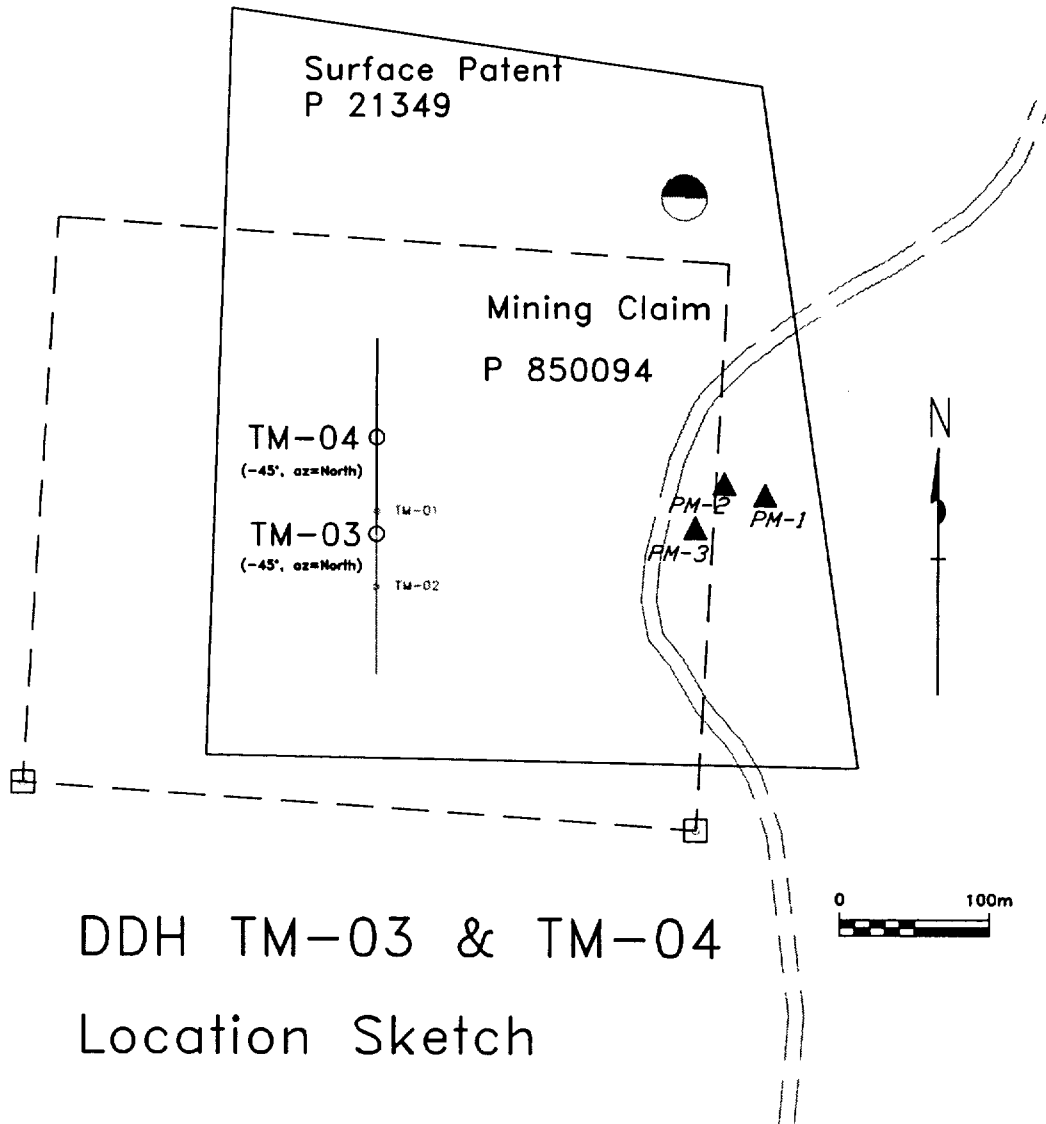 Surface Patent
P 21349
Mining Claim
P 850094
N
TM-04
(-45°, az=North)
TM-01
TM-03
(-45°, az=North)
TM-02
PM-2
PM-1
PM-3
0 100m
DDH TM-03 & TM-04
Location Sketch